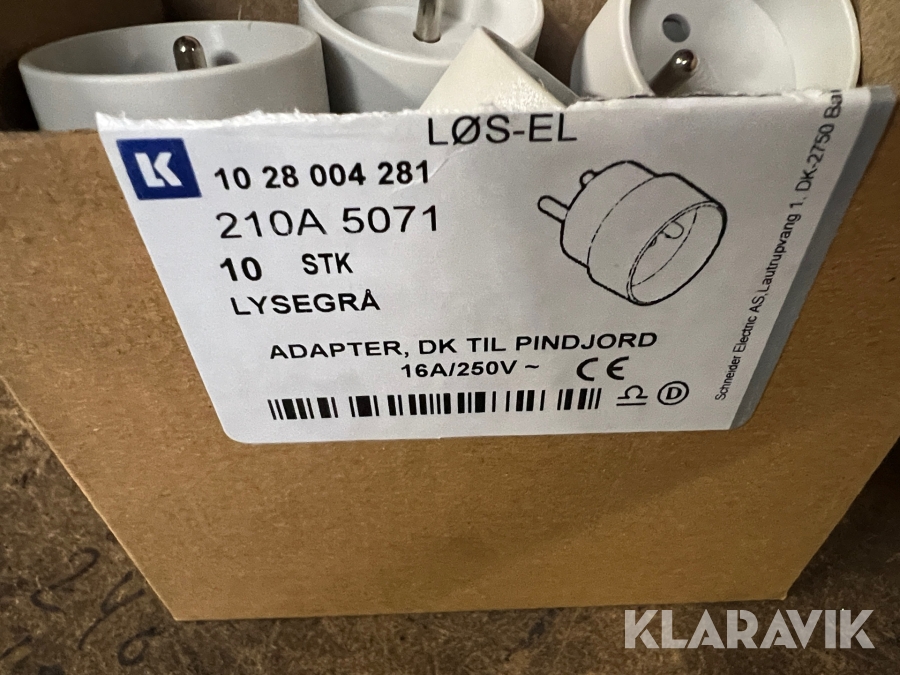 LØS-EL
LK
10 28 004 281
210A 5071
10 STK
LYSEGRÅ
ADAPTER, DK TIL PINDJORD
16A/250V ~ CE
D
Schneider Electric AS, Lautrupvang 1, DK-2750
KLARAVIK